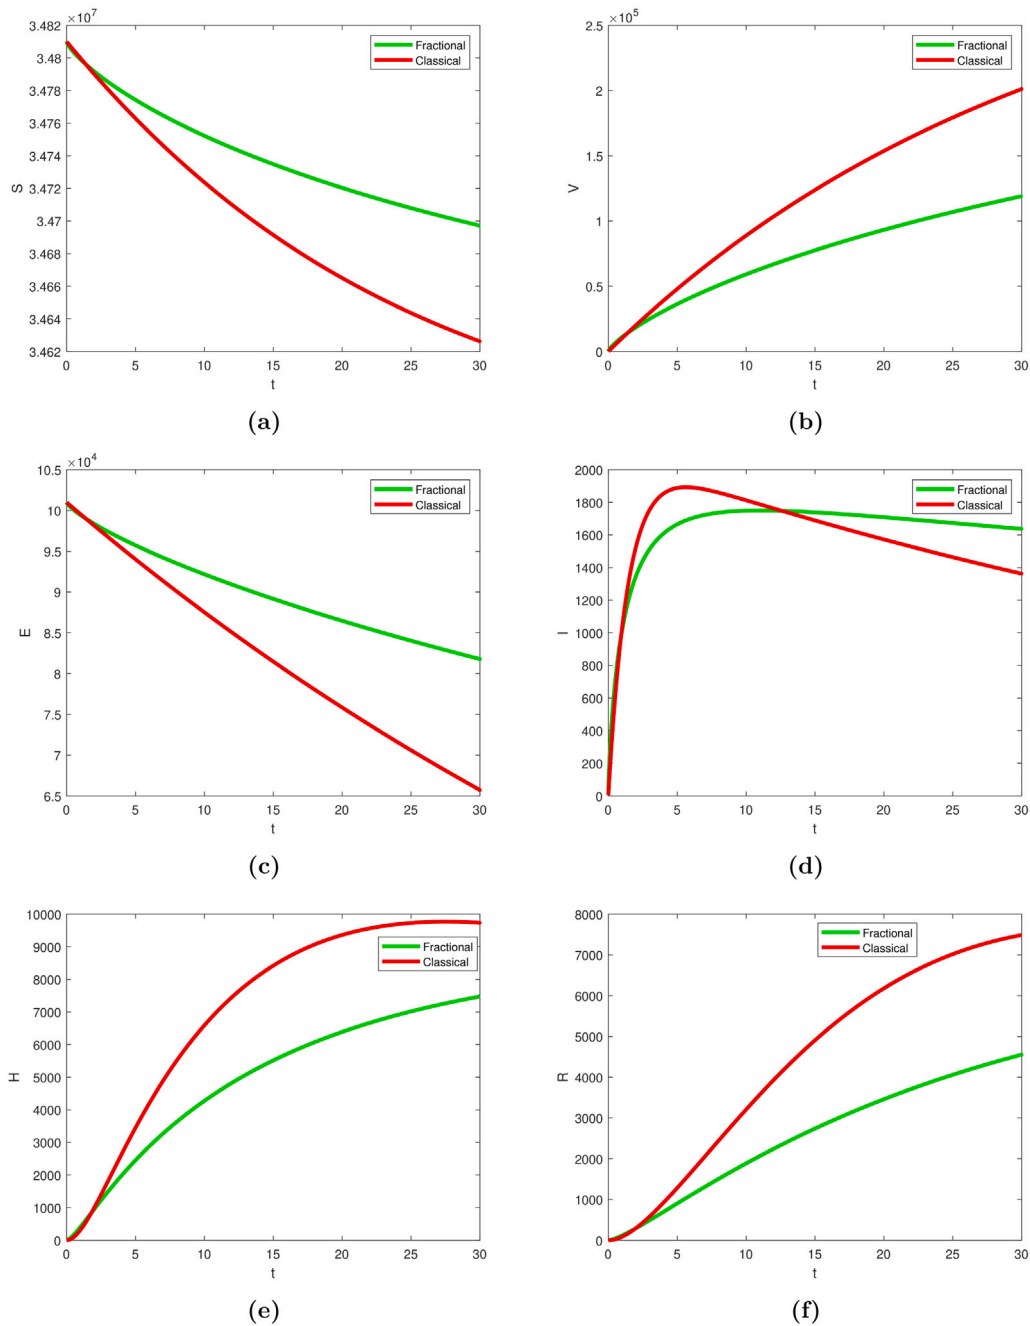 ×10⁷
3.482
3.48
3.478
3.476
3.474
3.472
3.47
3.468
3.466
3.464
3.462
S
0 5 10 15 20 25 30
t
Fractional
Classical
(a)
×10⁵
2.5
2
1.5
1
0.5
0
V
0 5 10 15 20 25 30
t
Fractional
Classical
(b)
×10⁴
10.5
10
9.5
9
8.5
8
7.5
7
6.5
E
0 5 10 15 20 25 30
t
Fractional
Classical
(c)
2000
1800
1600
1400
1200
1000
800
600
400
200
0
I
0 5 10 15 20 25 30
t
Fractional
Classical
(d)
10000
9000
8000
7000
6000
5000
4000
3000
2000
1000
0
H
0 5 10 15 20 25 30
t
Fractional
Classical
(e)
8000
7000
6000
5000
4000
3000
2000
1000
0
R
0 5 10 15 20 25 30
t
Fractional
Classical
(f)